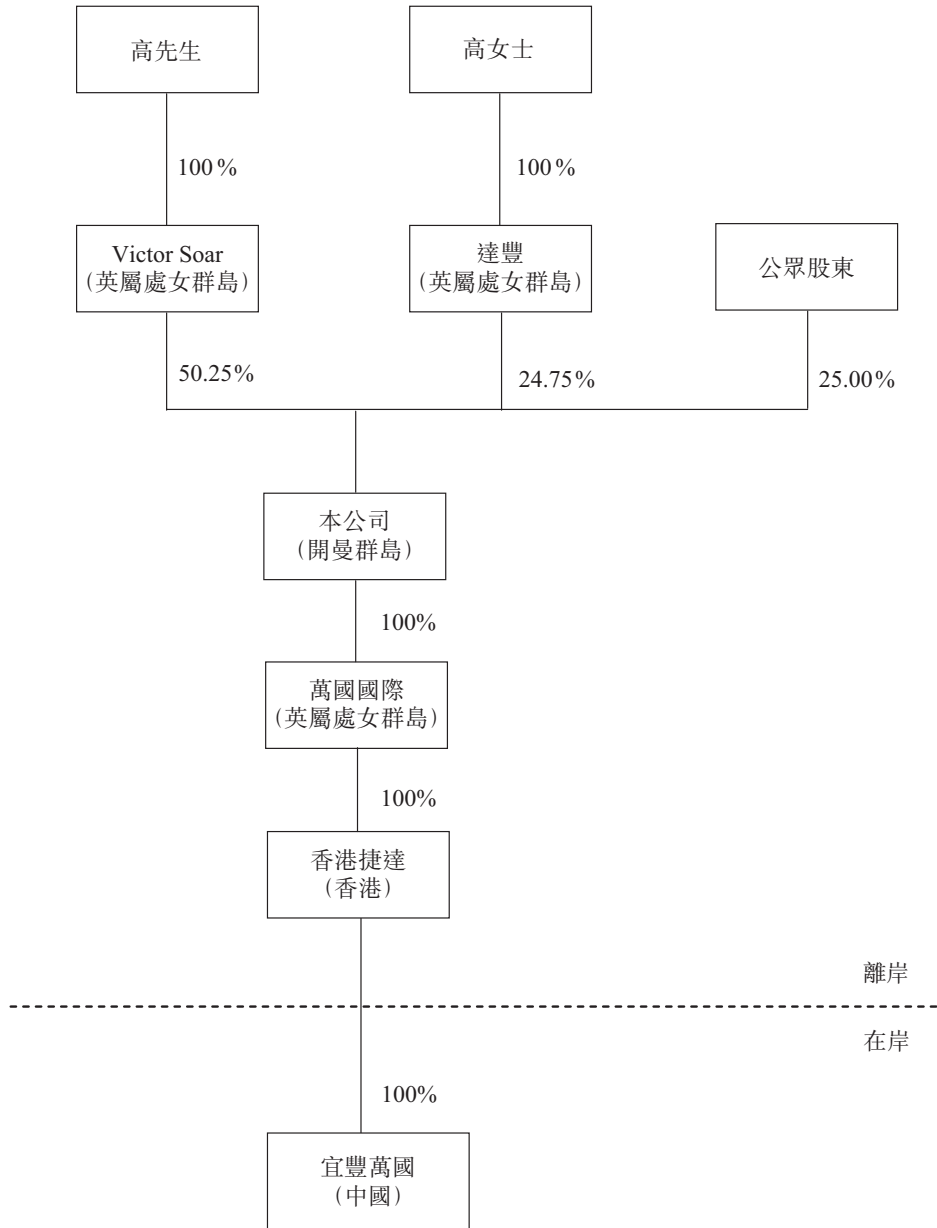 高先生
高女士
100%
100%
Victor Soar
（英屬處女群島）
達豐
（英屬處女群島）
公眾股東
50.25%
24.75%
25.00%
本公司
（開曼群島）
100%
萬國國際
（英屬處女群島）
100%
香港捷達
（香港）
離岸
在岸
100%
宜豐萬國
（中國）